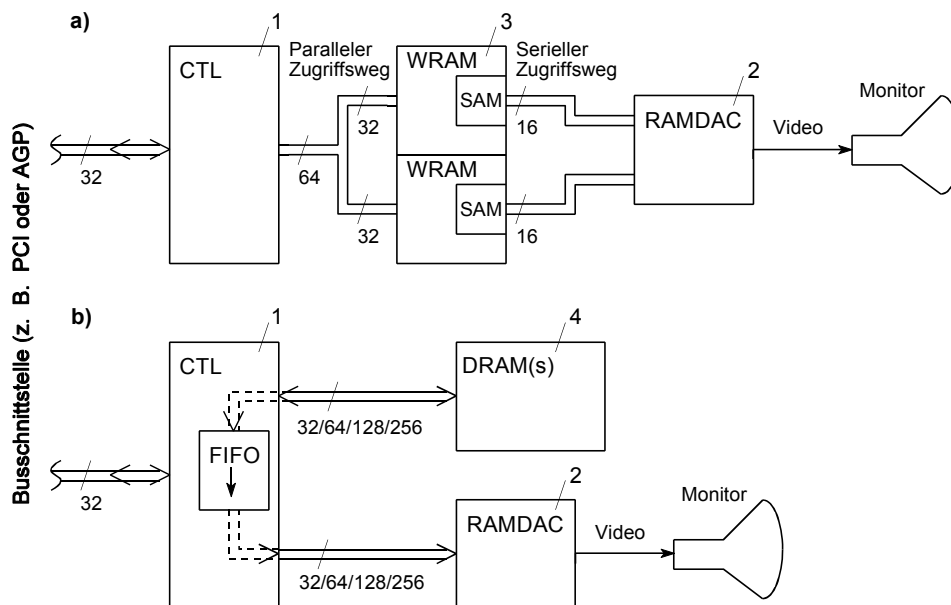 a)
1
3
Paralleler
Zugriffsweg
Serieller
Zugriffsweg
CTL
WRAM
SAM
2
RAMDAC
Monitor
Video
32
32
64
16
WRAM
SAM
32
16
Busschnittstelle (z. B. PCI oder AGP)
b)
1
4
CTL
DRAM(s)
32/64/128/256
FIFO
32
2
RAMDAC
Monitor
Video
32/64/128/256